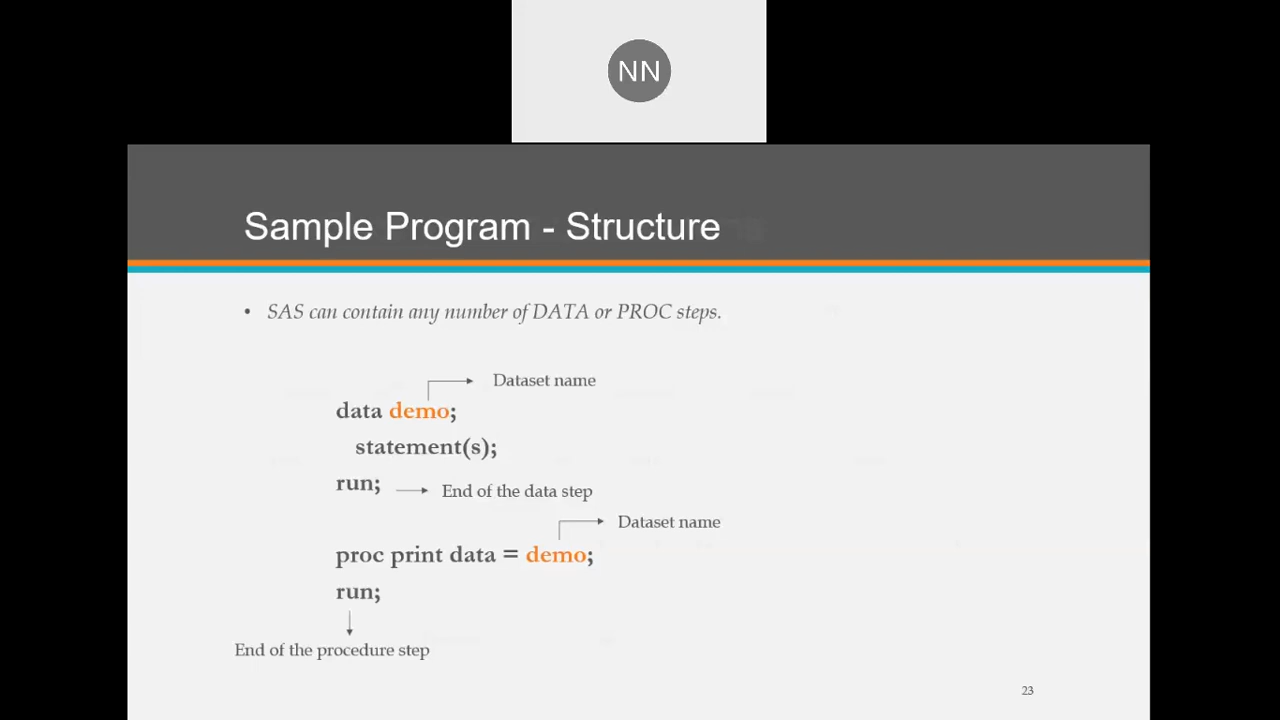 NN
Sample Program - Structure
• SAS can contain any number of DATA or PROC steps.
Dataset name
data demo;
statement(s);
run;
End of the data step
Dataset name
proc print data = demo;
run;
End of the procedure step
23